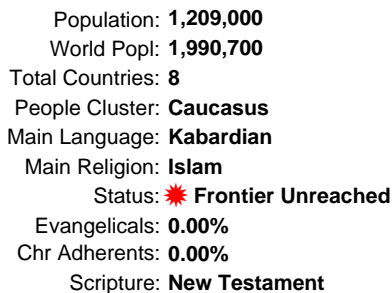 Population: 1,209,000
World Popl: 1,990,700
Total Countries: 8
People Cluster: Caucasus
Main Language: Kabardian
Main Religion: Islam
Status: Frontier Unreached
Evangelicals: 0.00%
Chr Adherents: 0.00%
Scripture: New Testament